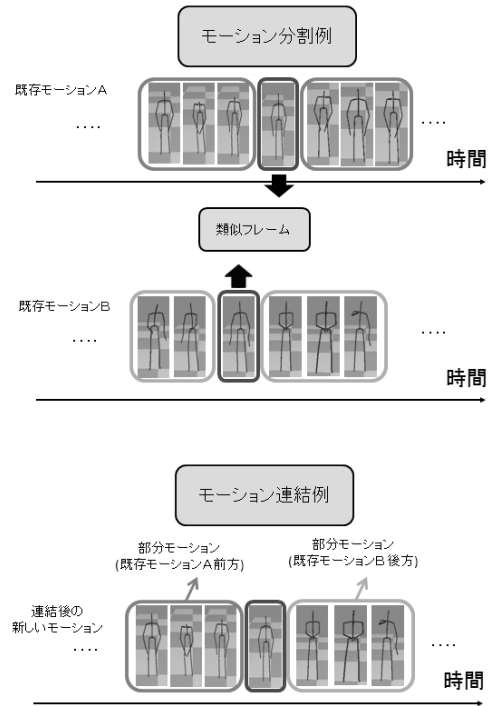 モーション分割例
既存モーションA
....
....
時間
類似フレーム
既存モーションB
....
....
時間
モーション連結例
部分モーション
(既存モーションA前方)
部分モーション
(既存モーションB後方)
連結後の
新しいモーション
....
....
時間